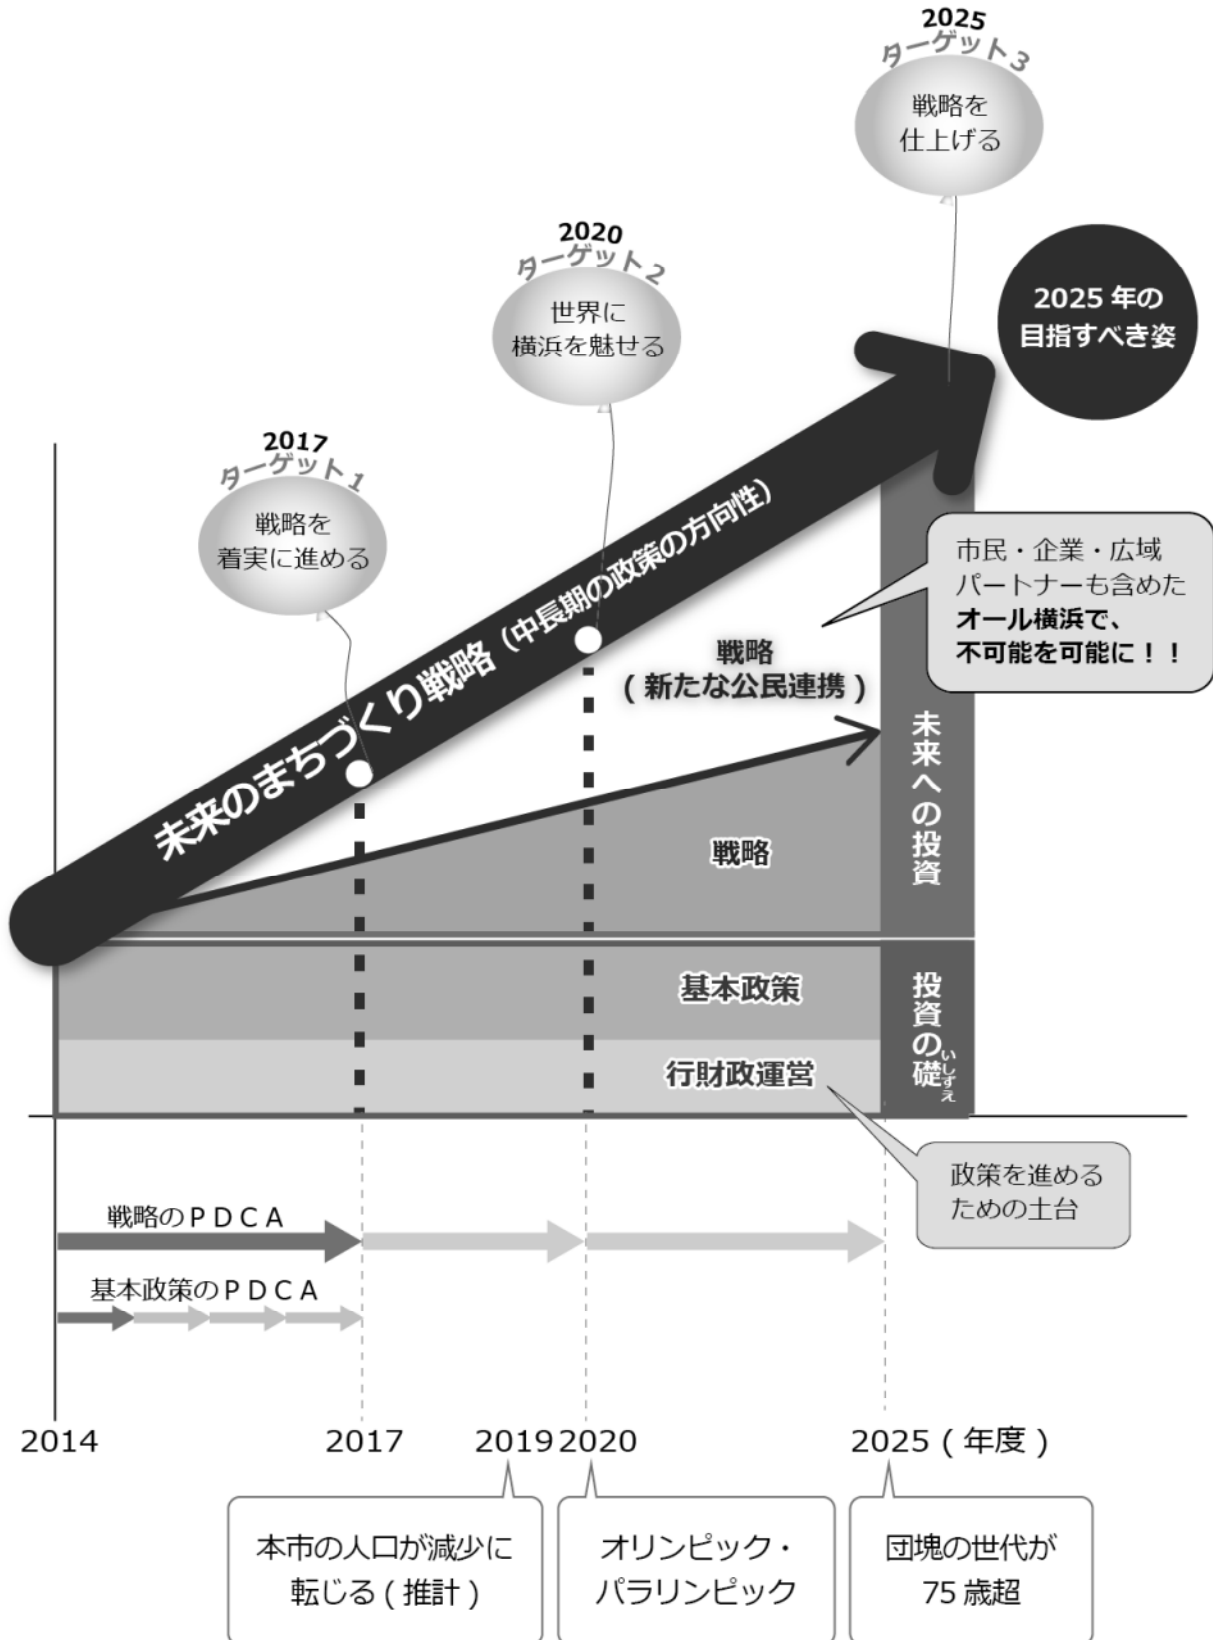 2025
ターゲット3
戦略を
仕上げる
2020
ターゲット2
世界に
横浜を魅せる
2025 年の
目指すべき姿
2017
ターゲット1
戦略を
着実に進める
未来のまちづくり戦略(中長期の政策の方向性)
市民・企業・広域
パートナーも含めた
オール横浜で、
不可能を可能に!!
戦略
(新たな公民連携)
未来への投資
戦略
基本政策
投資の礎
いしずえ
行財政運営
政策を進める
ための土台
戦略のPDCA
基本政策のPDCA
2014
2017
2019
2020
2025(年度)
本市の人口が減少に
転じる(推計)
オリンピック・
パラリンピック
団塊の世代が
75 歳超